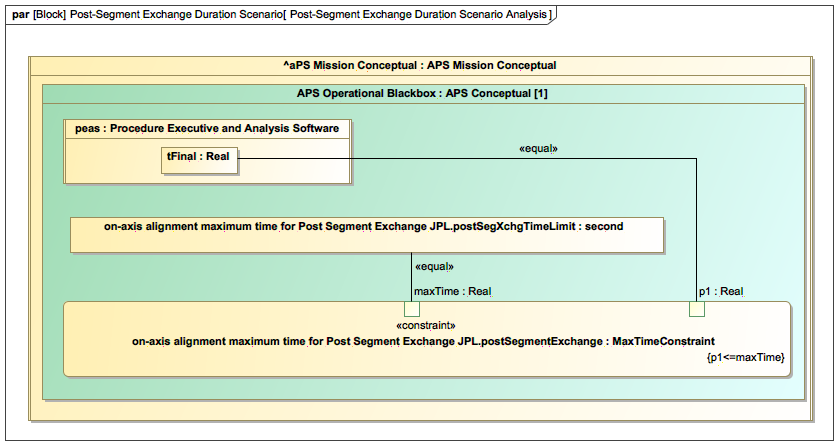 par [Block] Post-Segment Exchange Duration Scenario[ Post-Segment Exchange Duration Scenario Analysis ]
^aPS Mission Conceptual : APS Mission Conceptual
APS Operational Blackbox : APS Conceptual [1]
peas : Procedure Executive and Analysis Software
tFinal : Real
«equal»
on-axis alignment maximum time for Post Segment Exchange JPL.postSegXchgTimeLimit : second
«equal»
maxTime : Real
p1 : Real
«constraint»
on-axis alignment maximum time for Post Segment Exchange JPL.postSegmentExchange : MaxTimeConstraint
{p1<=maxTime}